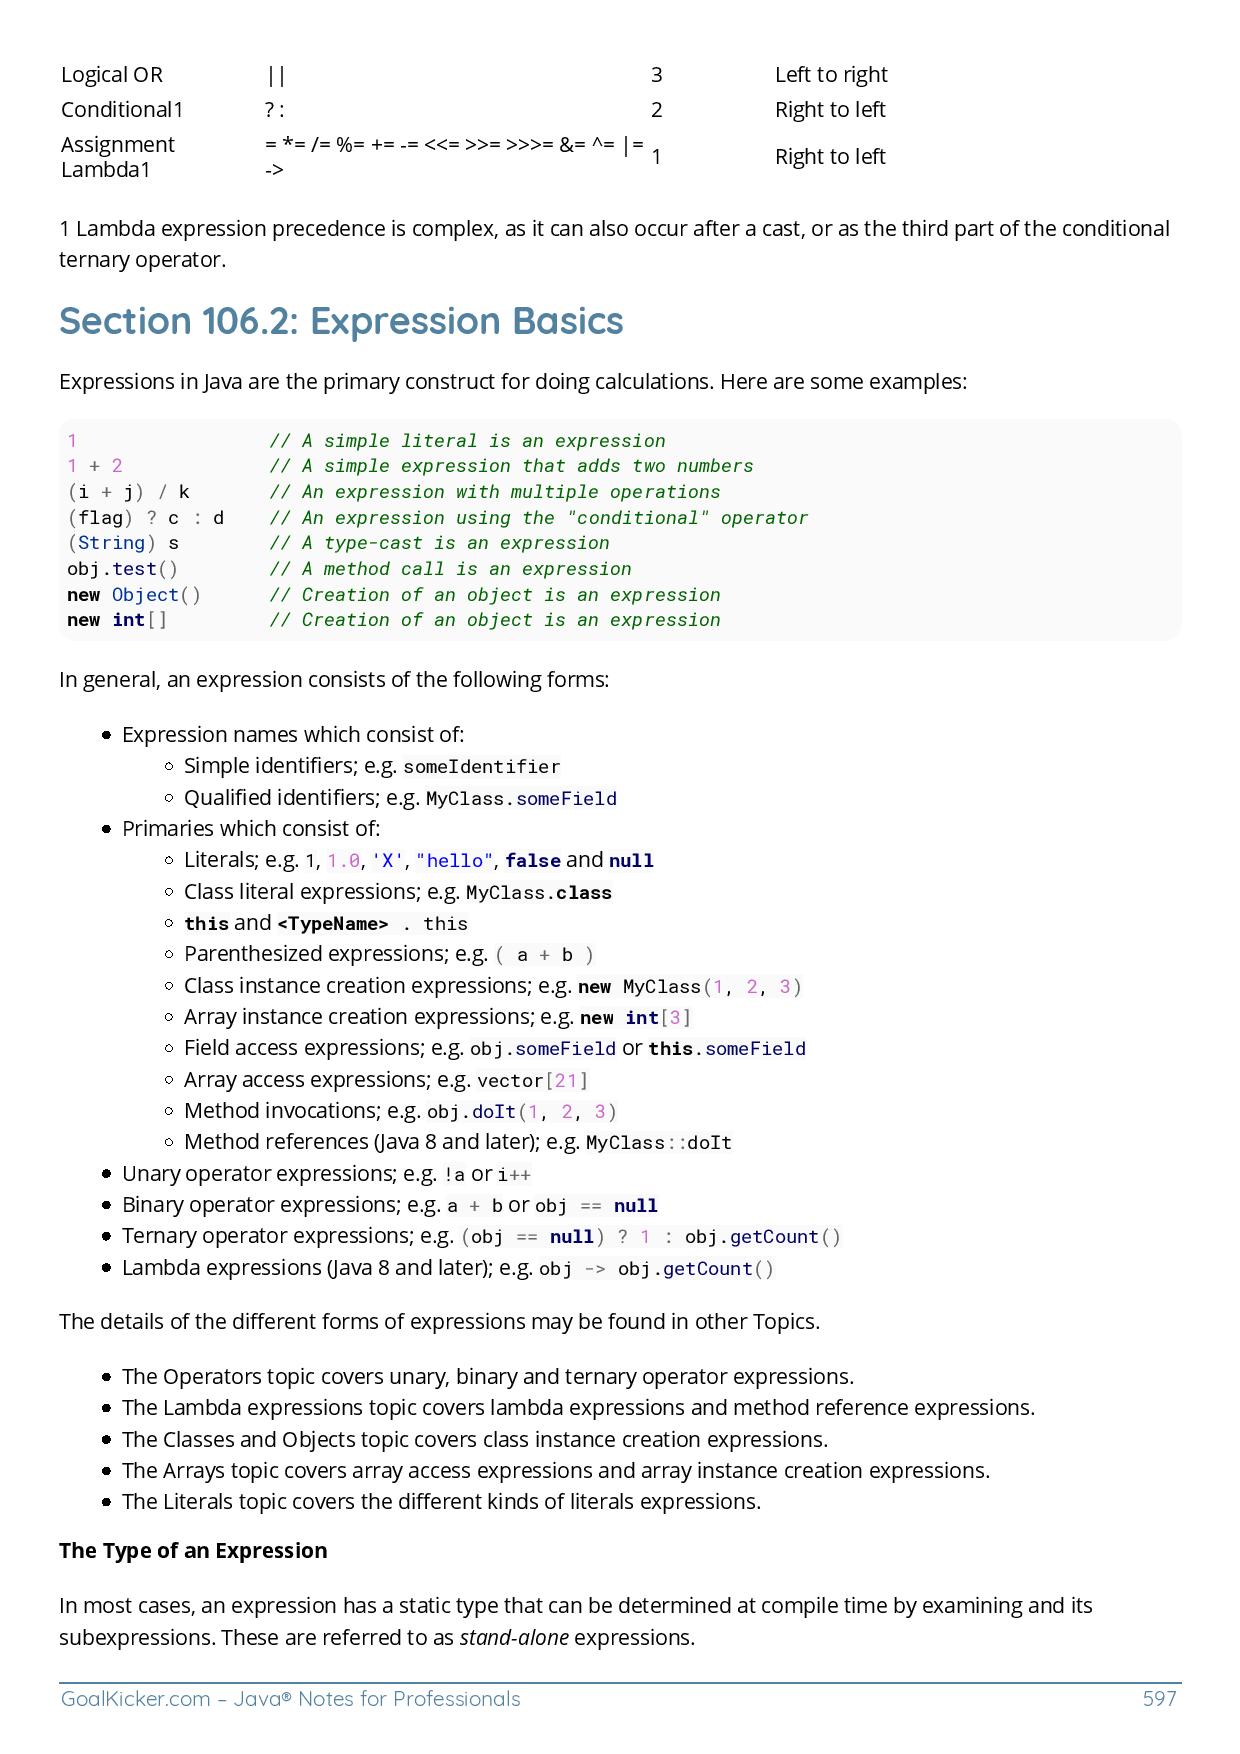 Logical OR || 3 Left to right
Conditional1 ? : 2 Right to left
Assignment = *= /= %= += -= <<= >>= >>>= &= ^= |= 1 Right to left
Lambda1 ->
1 Lambda expression precedence is complex, as it can also occur after a cast, or as the third part of the conditional
ternary operator.
Section 106.2: Expression Basics
Expressions in Java are the primary construct for doing calculations. Here are some examples:
1 // A simple literal is an expression
1 + 2 // A simple expression that adds two numbers
(i + j) / k // An expression with multiple operations
(flag) ? c : d // An expression using the "conditional" operator
(String) s // A type-cast is an expression
obj.test() // A method call is an expression
new Object() // Creation of an object is an expression
new int[] // Creation of an object is an expression
In general, an expression consists of the following forms:
• Expression names which consist of:
◦ Simple identifiers; e.g. someIdentifier
◦ Qualified identifiers; e.g. MyClass.someField
• Primaries which consist of:
◦ Literals; e.g. 1, 1.0, 'X', "hello", false and null
◦ Class literal expressions; e.g. MyClass.class
◦ this and <TypeName> . this
◦ Parenthesized expressions; e.g. ( a + b )
◦ Class instance creation expressions; e.g. new MyClass(1, 2, 3)
◦ Array instance creation expressions; e.g. new int[3]
◦ Field access expressions; e.g. obj.someField or this.someField
◦ Array access expressions; e.g. vector[21]
◦ Method invocations; e.g. obj.doIt(1, 2, 3)
◦ Method references (Java 8 and later); e.g. MyClass::doIt
• Unary operator expressions; e.g. !a or i++
• Binary operator expressions; e.g. a + b or obj == null
• Ternary operator expressions; e.g. (obj == null) ? 1 : obj.getCount()
• Lambda expressions (Java 8 and later); e.g. obj -> obj.getCount()
The details of the different forms of expressions may be found in other Topics.
• The Operators topic covers unary, binary and ternary operator expressions.
• The Lambda expressions topic covers lambda expressions and method reference expressions.
• The Classes and Objects topic covers class instance creation expressions.
• The Arrays topic covers array access expressions and array instance creation expressions.
• The Literals topic covers the different kinds of literals expressions.
The Type of an Expression
In most cases, an expression has a static type that can be determined at compile time by examining and its
subexpressions. These are referred to as stand-alone expressions.
GoalKicker.com – Java® Notes for Professionals 597